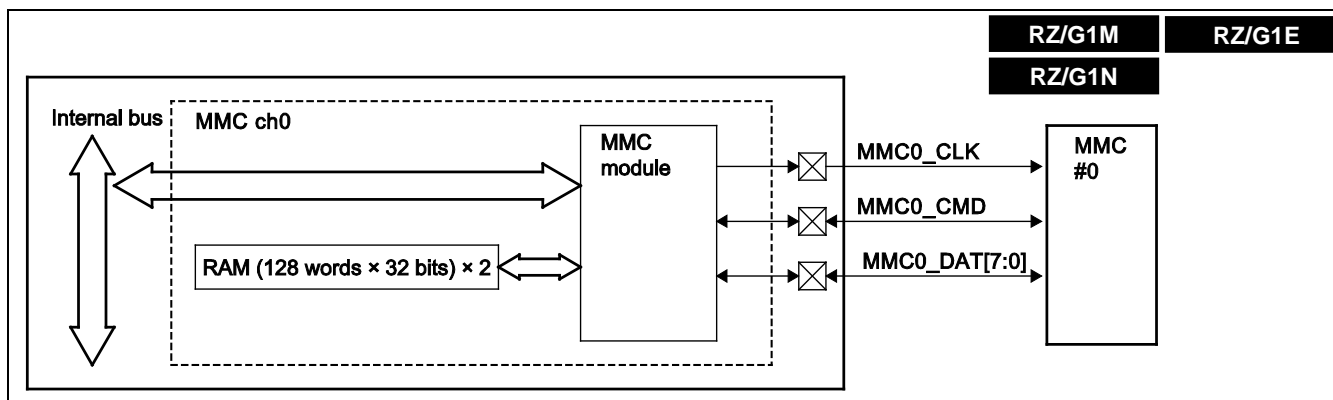 RZ/G1M
RZ/G1E
RZ/G1N
Internal bus
MMC ch0
MMC
module
RAM (128 words × 32 bits) × 2
MMC0_CLK
MMC0_CMD
MMC0_DAT[7:0]
MMC
#0